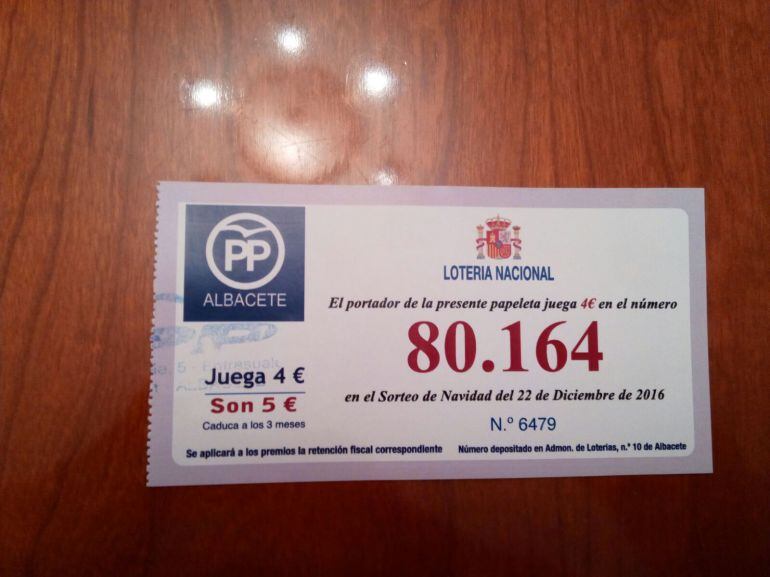 PP
ALBACETE
LOTERIA NACIONAL
El portador de la presente papeleta juega 4€ en el número
80.164
en el Sorteo de Navidad del 22 de Diciembre de 2016
N.º 6479
Juega 4 €
Son 5 €
Caduca a los 3 meses
Se aplicará a los premios la retención fiscal correspondiente
Número depositado en Admon. de Loterías, n.º 10 de Albacete